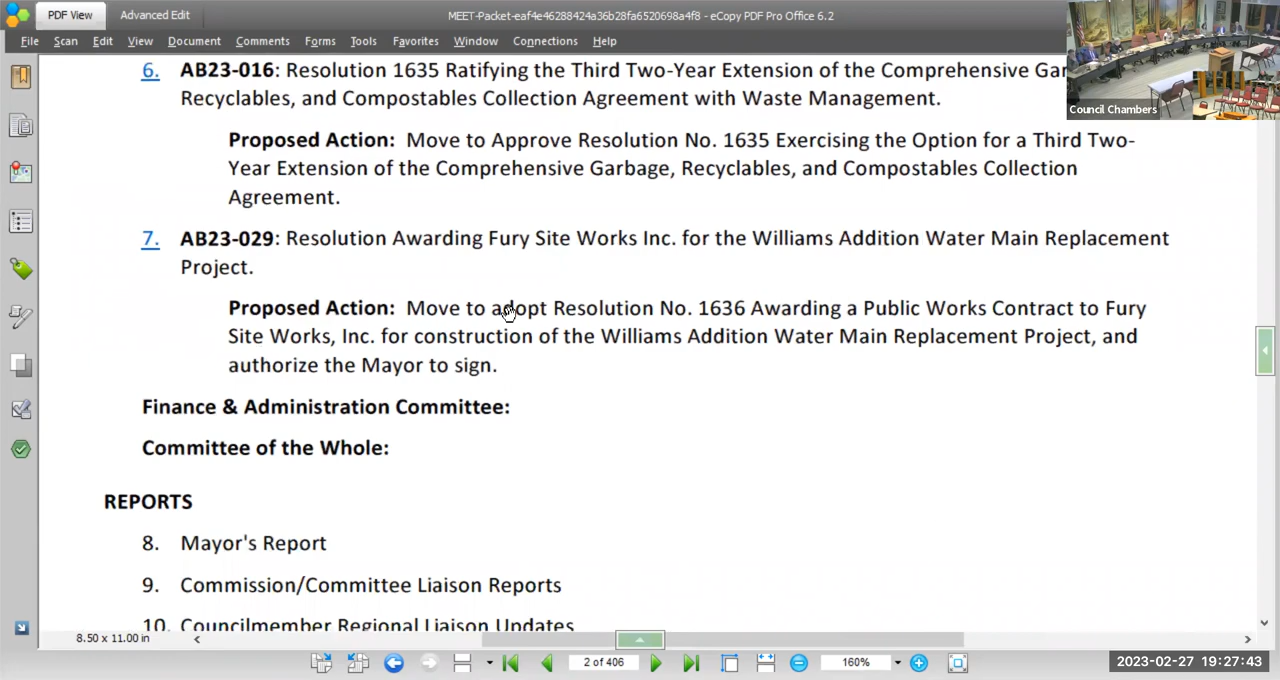 PDF View
Advanced Edit
MEET-Packet-eaf4e46288424a36b28fa6520698a4f8 - eCopy PDF Pro Office 6.2
File Scan Edit View Document Comments Forms Tools Favorites Window Connections Help
Council Chambers
6. AB23-016: Resolution 1635 Ratifying the Third Two-Year Extension of the Comprehensive Gar
Recyclables, and Compostables Collection Agreement with Waste Management.
Proposed Action: Move to Approve Resolution No. 1635 Exercising the Option for a Third Two-
Year Extension of the Comprehensive Garbage, Recyclables, and Compostables Collection
Agreement.
7. AB23-029: Resolution Awarding Fury Site Works Inc. for the Williams Addition Water Main Replacement
Project.
Proposed Action: Move to adopt Resolution No. 1636 Awarding a Public Works Contract to Fury
Site Works, Inc. for construction of the Williams Addition Water Main Replacement Project, and
authorize the Mayor to sign.
Finance & Administration Committee:
Committee of the Whole:
REPORTS
8. Mayor's Report
9. Commission/Committee Liaison Reports
10. Councilmember Regional Liaison Updates
8.50 x 11.00 in
2 of 406
160%
2023-02-27 19:27:43